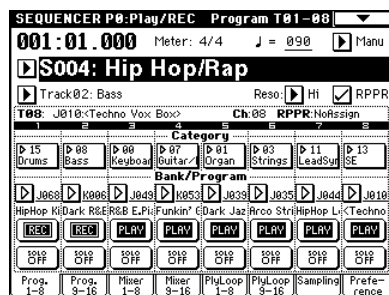 SEQUENCER P0:Play/REC Program T01-08
001:01.000 Meter: 4/4 ♩ = 090 Manu
S004: Hip Hop/Rap
Track02: Bass Reso: Hi RPPR
T08: J010:<Techno Vox Box> Ch:08 RPPR:NoAssign
1 2 3 4 5 6 7 8
Category
15 08 00 07 01 03 11 13
Drums Bass Keyboar Guitar/ Organ Strings LeadSyn SE
Bank/Program
J068 K006 J049 K053 J039 J035 J044 J010
HipHop Ki Dark R&E R&B E.Pi Funkin' G Dark Jaz Arco Stri HipHop L <Techno
REC REC PLAY PLAY PLAY PLAY PLAY PLAY
SOLO SOLO SOLO SOLO SOLO SOLO SOLO SOLO
OFF OFF OFF OFF OFF OFF OFF OFF
Prog. Prog. Mixer Mixer PlyLoop PlyLoop Sampling Prefe-
1-8 9-16 1-8 9-16 1-8 9-16 rence